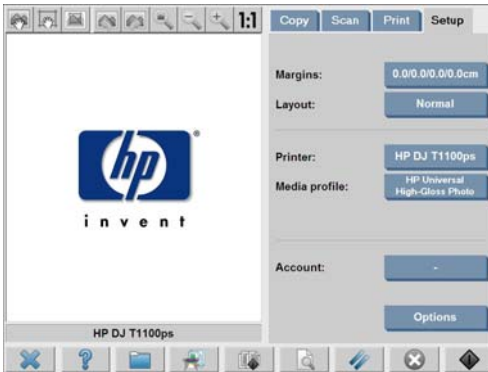 1:1
Copy
Scan
Print
Setup
Margins:
0.0/0.0/0.0/0.0cm
Layout:
Normal
hp
®
invent
Printer:
HP DJ T1100ps
Media profile:
HP Universal
High-Gloss Photo
Account:
-
Options
HP DJ T1100ps
?